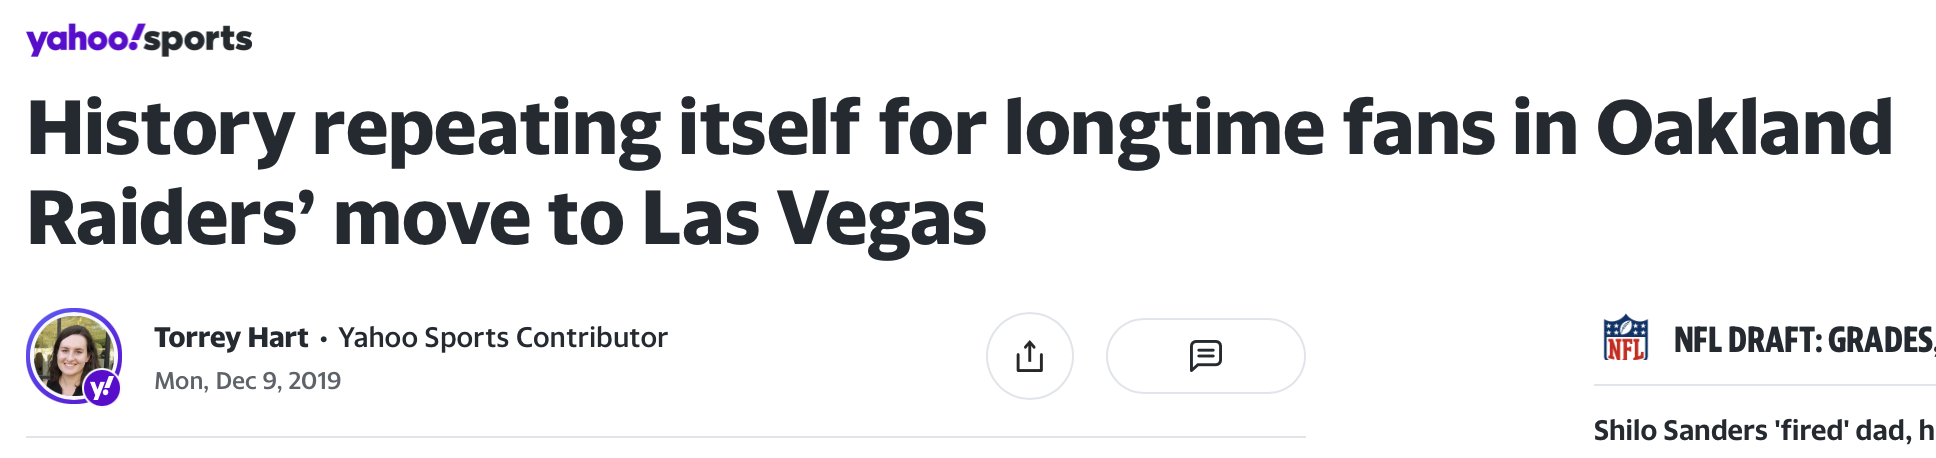 yahoo!sports
History repeating itself for longtime fans in Oakland
Raiders’ move to Las Vegas
Torrey Hart • Yahoo Sports Contributor
Mon, Dec 9, 2019
y!
NFL
NFL DRAFT: GRADES,
Shilo Sanders 'fired' dad, h